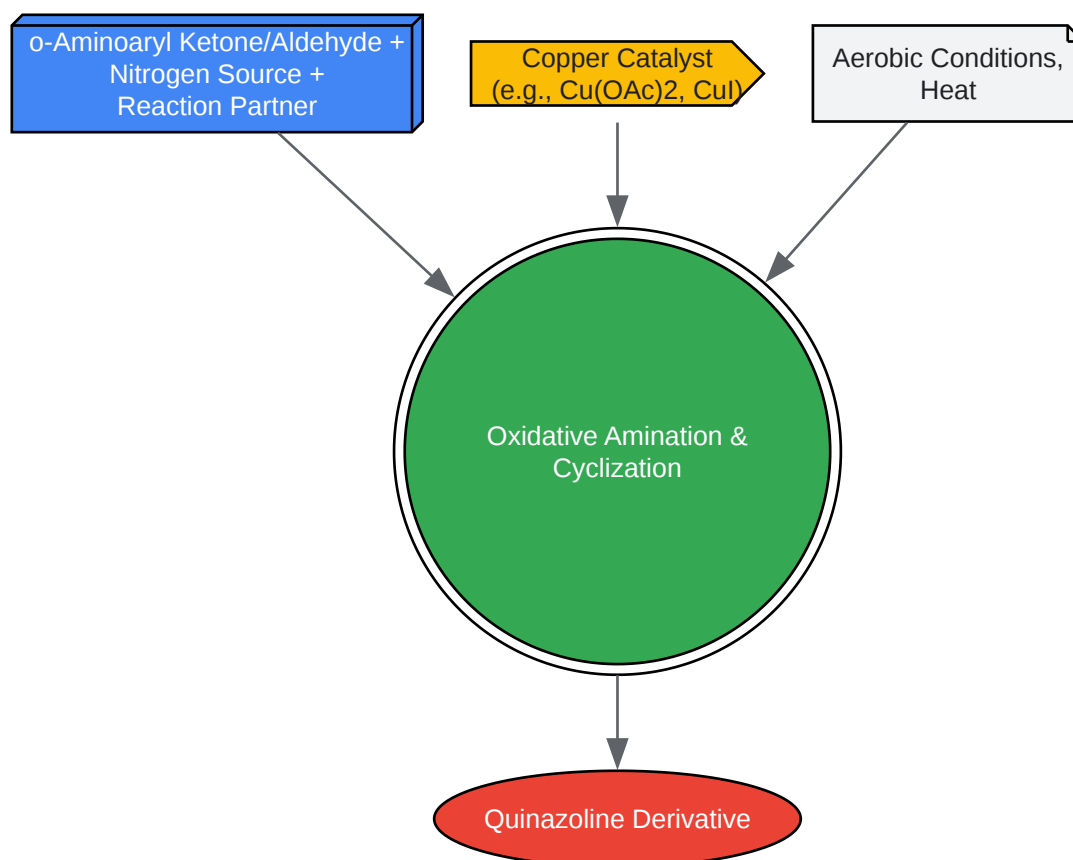 o-Aminoaryl Ketone/Aldehyde +
Nitrogen Source +
Reaction Partner
Copper Catalyst
(e.g., Cu(OAc)2, CuI)
Aerobic Conditions,
Heat
Oxidative Amination &
Cyclization
Quinazoline Derivative